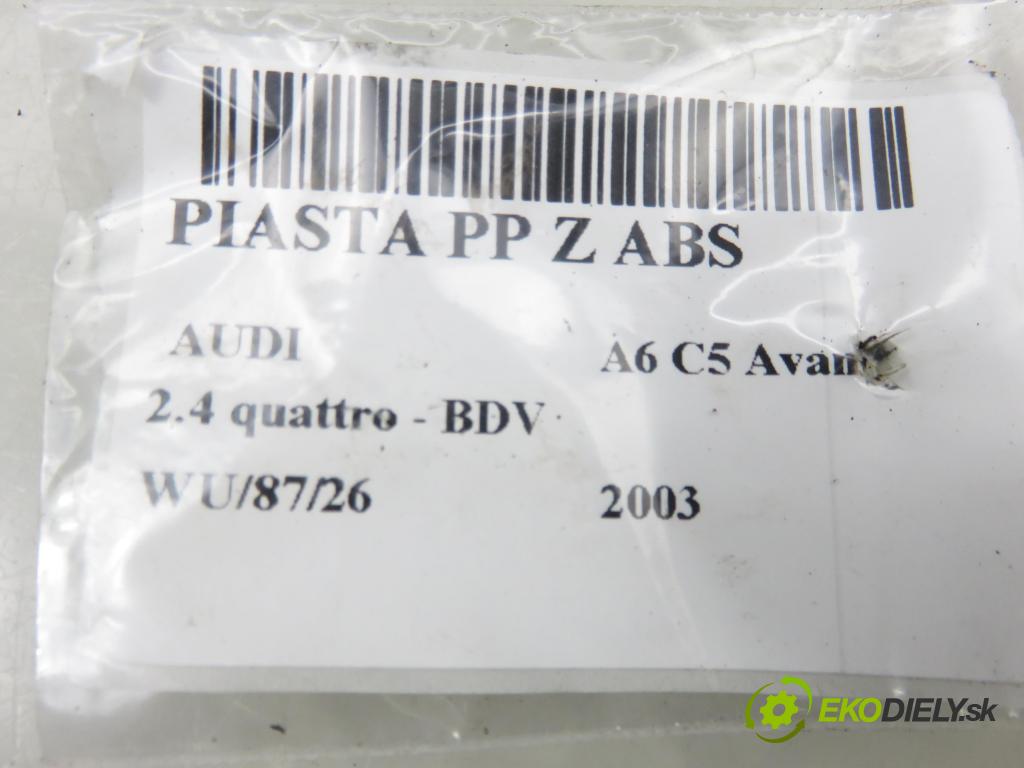 PIASTA PP Z ABS
AUDI A6 C5 Avan
2.4 quattro - BDV
WU/87/26 2003
EKODIELY.sk